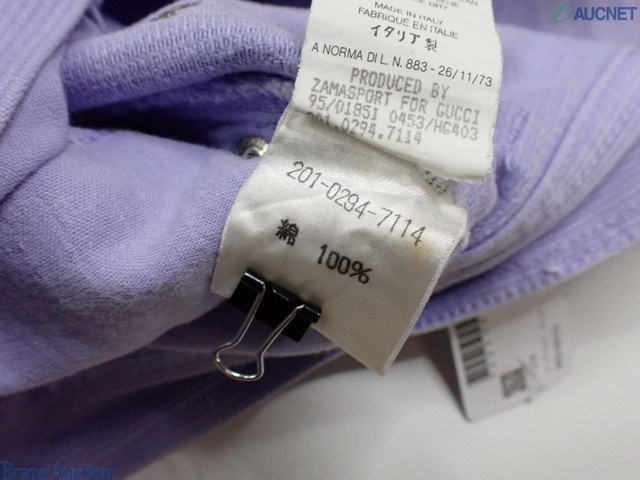 AUCNET
MADE IN ITALY
FABRIQUÉ EN ITALIE
イタリア製
A NORMA DI L. N. 883 - 26/11/73
PRODUCED BY
ZAMASPORT FOR GUCCI
95/01851 0453/HG403
201.0294.7114
201-0294-7114
綿 100%
Brand Auction